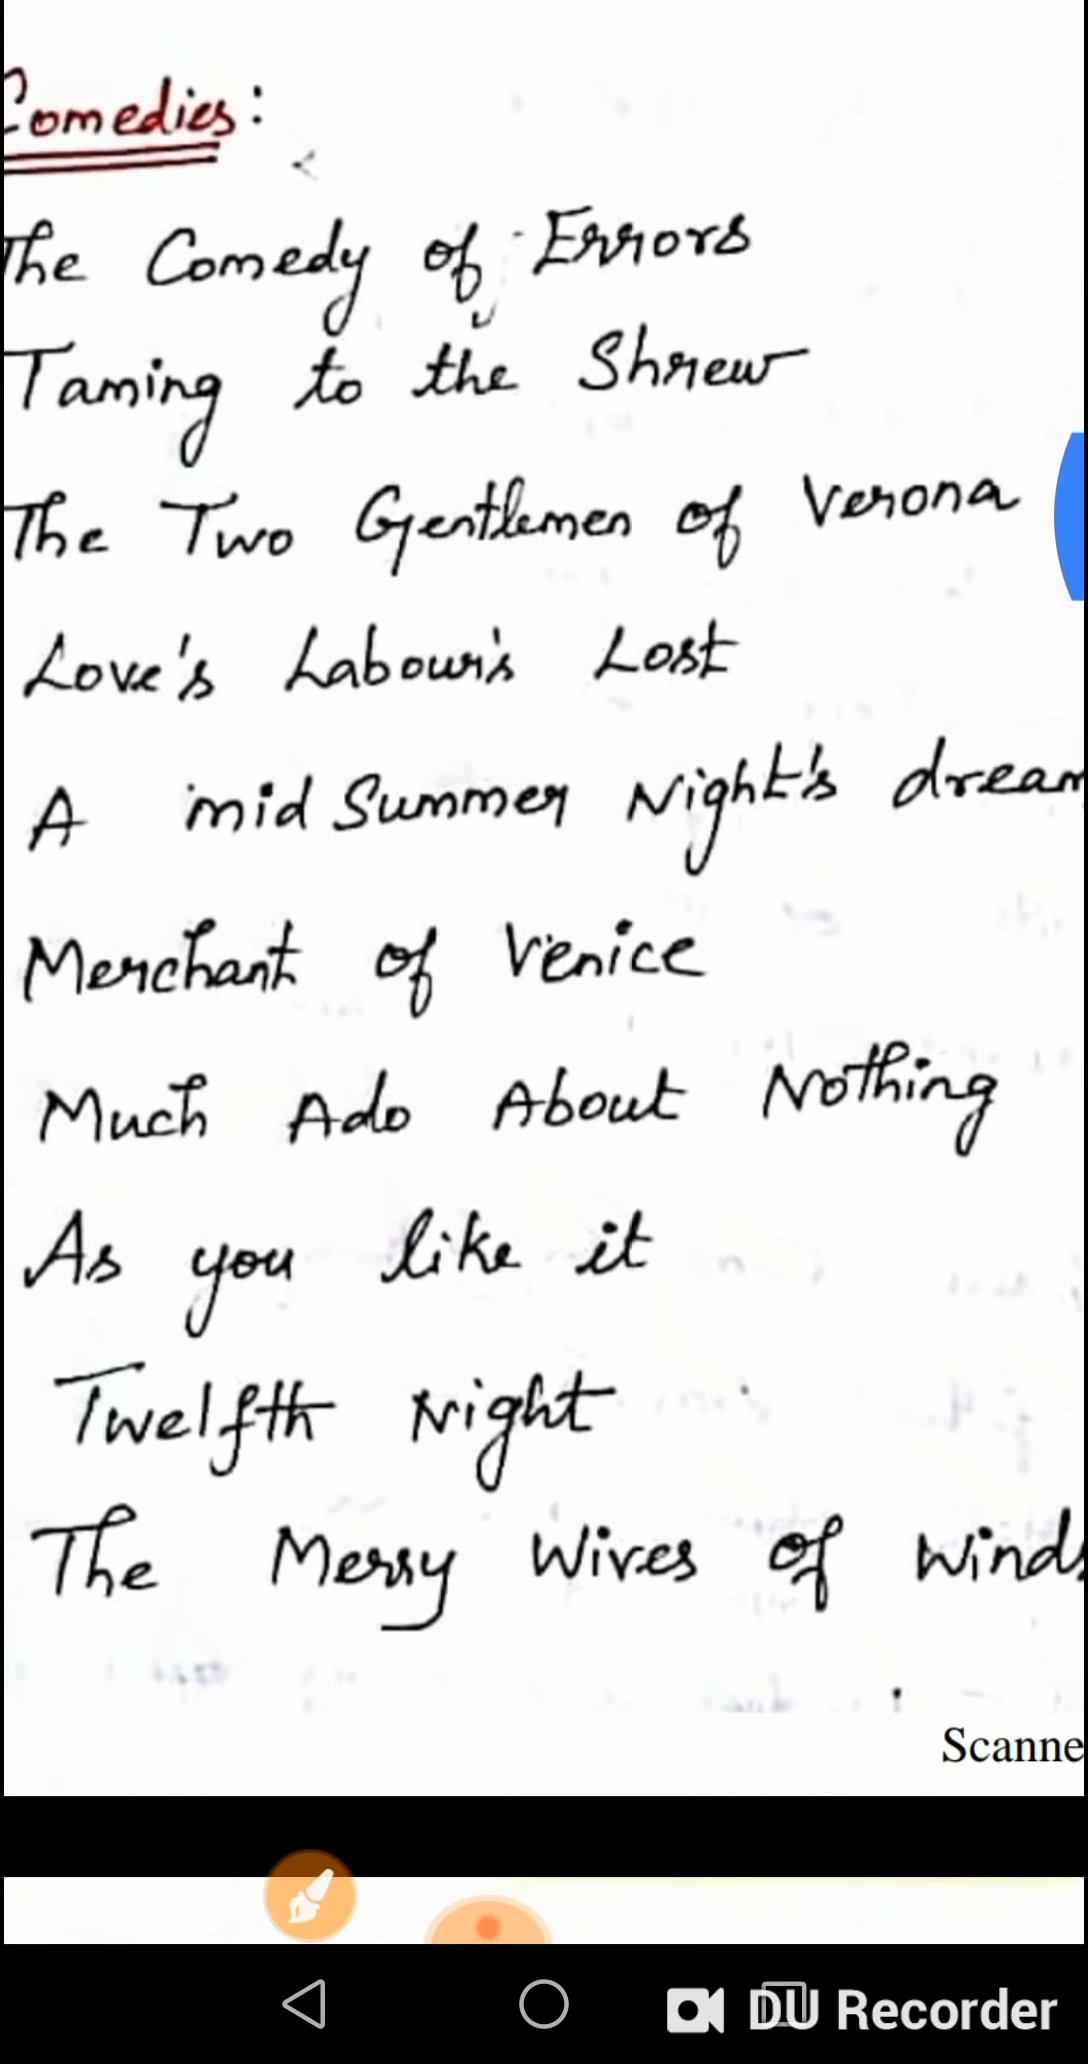 Comedies:
The Comedy of Errors
Taming to the Shrew
The Two Gentlemen of Verona
Love's Labour's Lost
A mid Summer Night's dream
Merchant of Venice
Much Ado About Nothing
As you like it
Twelfth Night
The Merry Wives of Winds
Scanne
DU Recorder